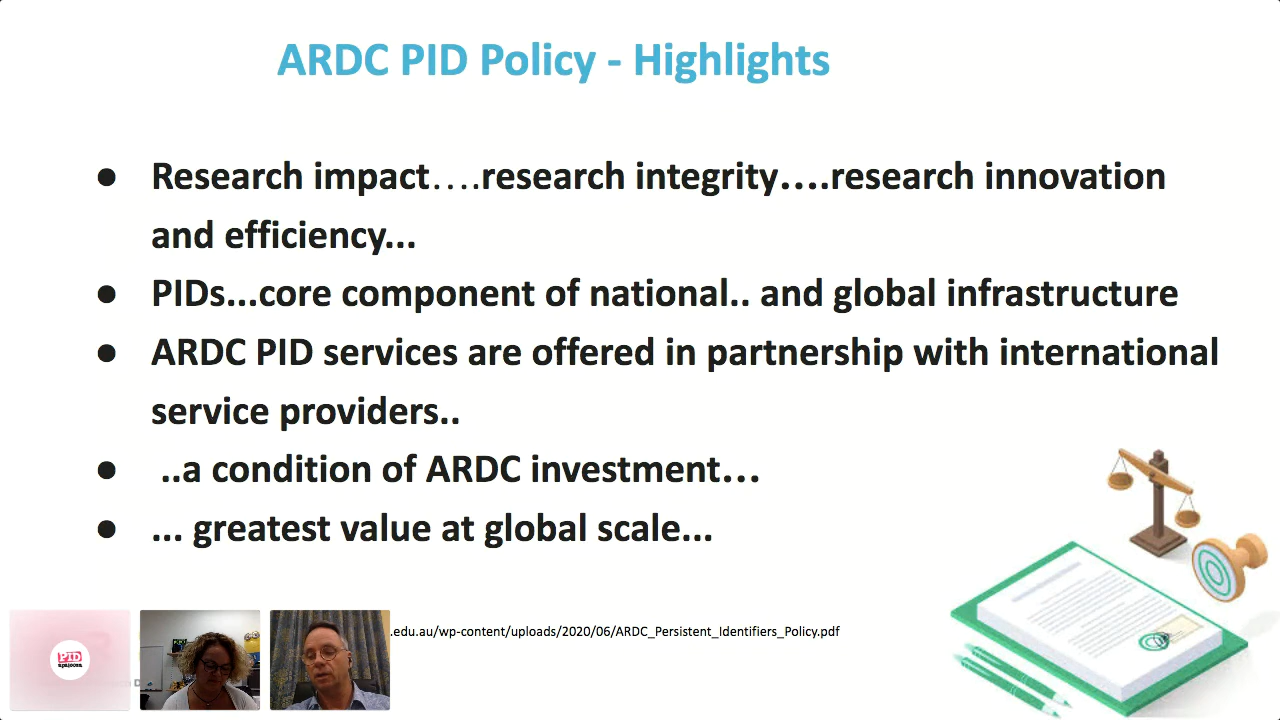 ARDC PID Policy - Highlights
● Research impact….research integrity….research innovation
and efficiency...
● PIDs...core component of national.. and global infrastructure
● ARDC PID services are offered in partnership with international
service providers..
● ..a condition of ARDC investment…
● ... greatest value at global scale...
.edu.au/wp-content/uploads/2020/06/ARDC_Persistent_Identifiers_Policy.pdf
PID
apalooza